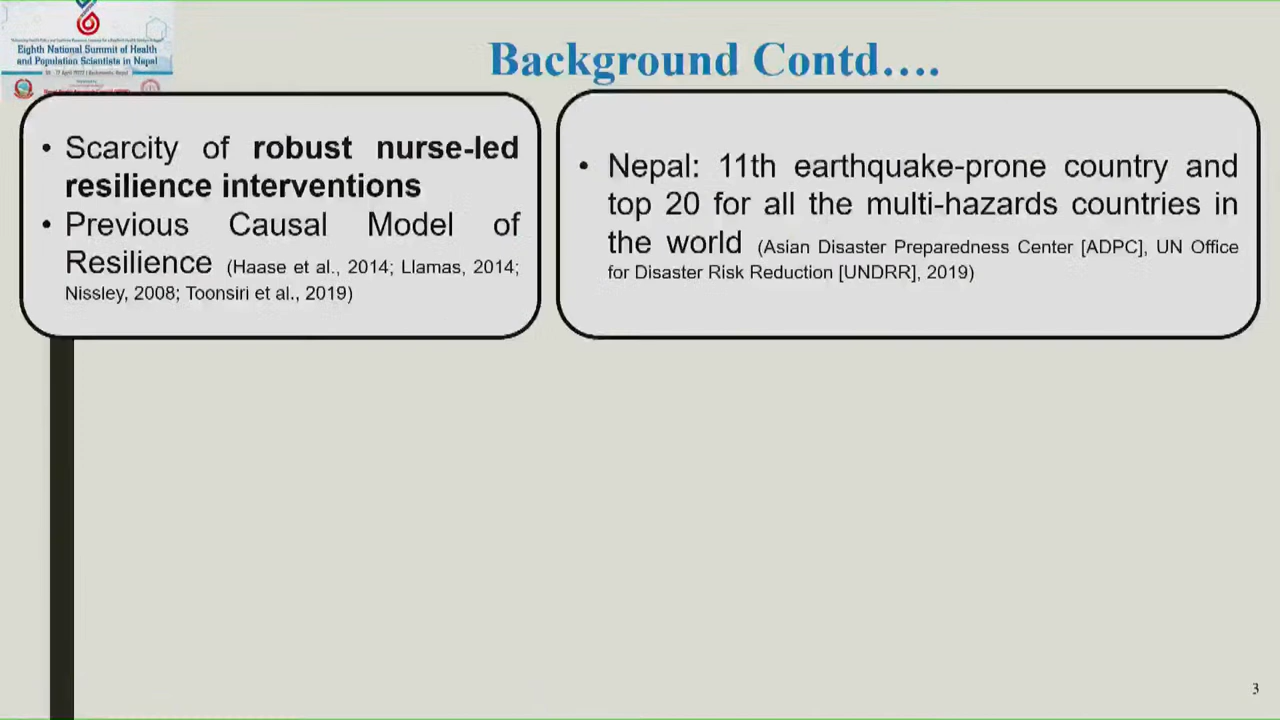 Eighth National Summit of Health
and Population Scientists in Nepal
Background Contd....
• Scarcity of robust nurse-led
resilience interventions
• Previous Causal Model of
Resilience (Haase et al., 2014; Llamas, 2014;
Nissley, 2008; Toonsiri et al., 2019)
• Nepal: 11th earthquake-prone country and
top 20 for all the multi-hazards countries in
the world (Asian Disaster Preparedness Center [ADPC], UN Office
for Disaster Risk Reduction [UNDRR], 2019)
3